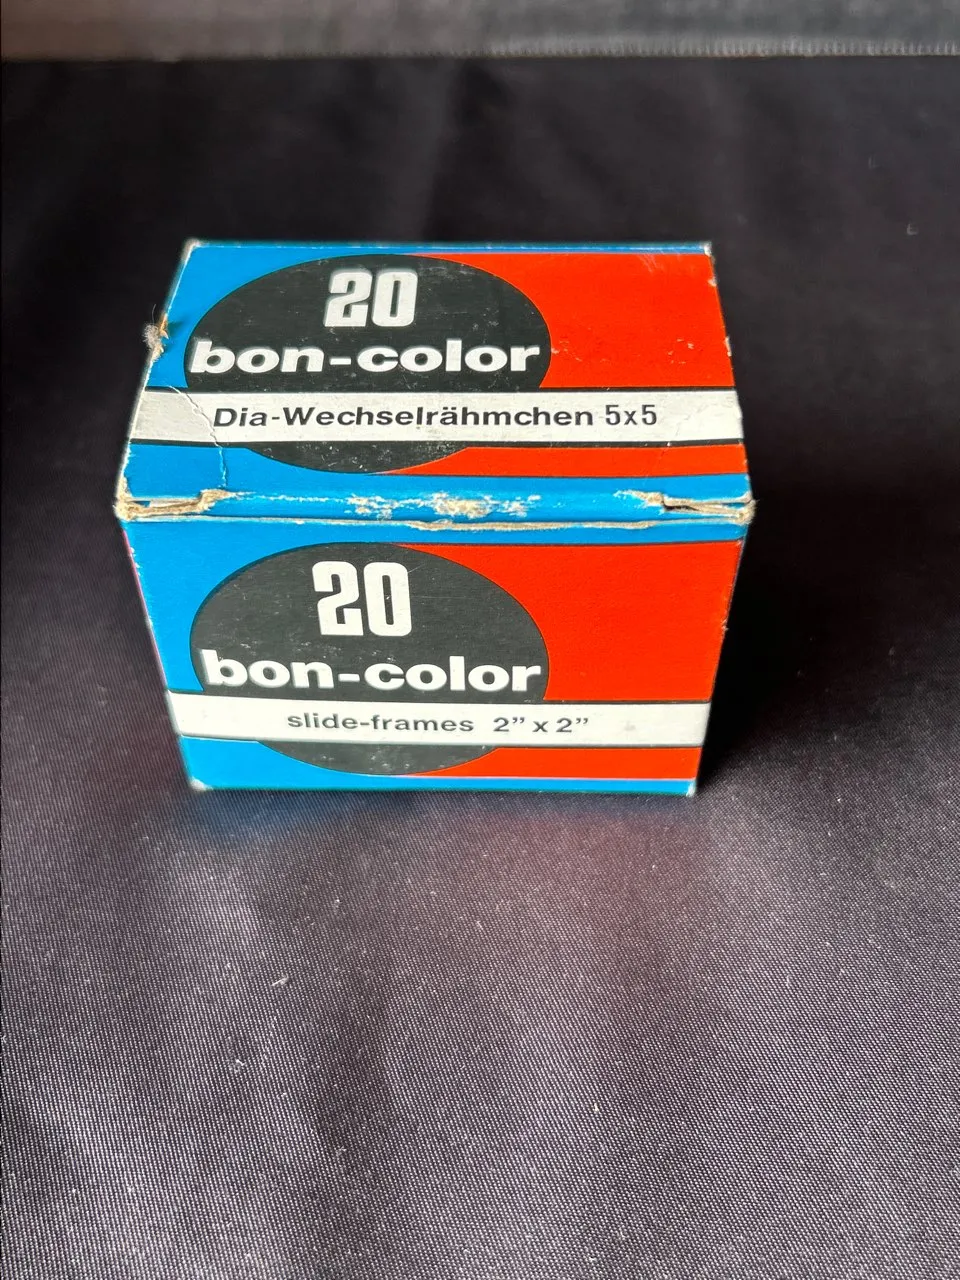 20
bon-color
Dia-Wechselrähmchen 5x5
20
bon-color
slide-frames 2” x 2”